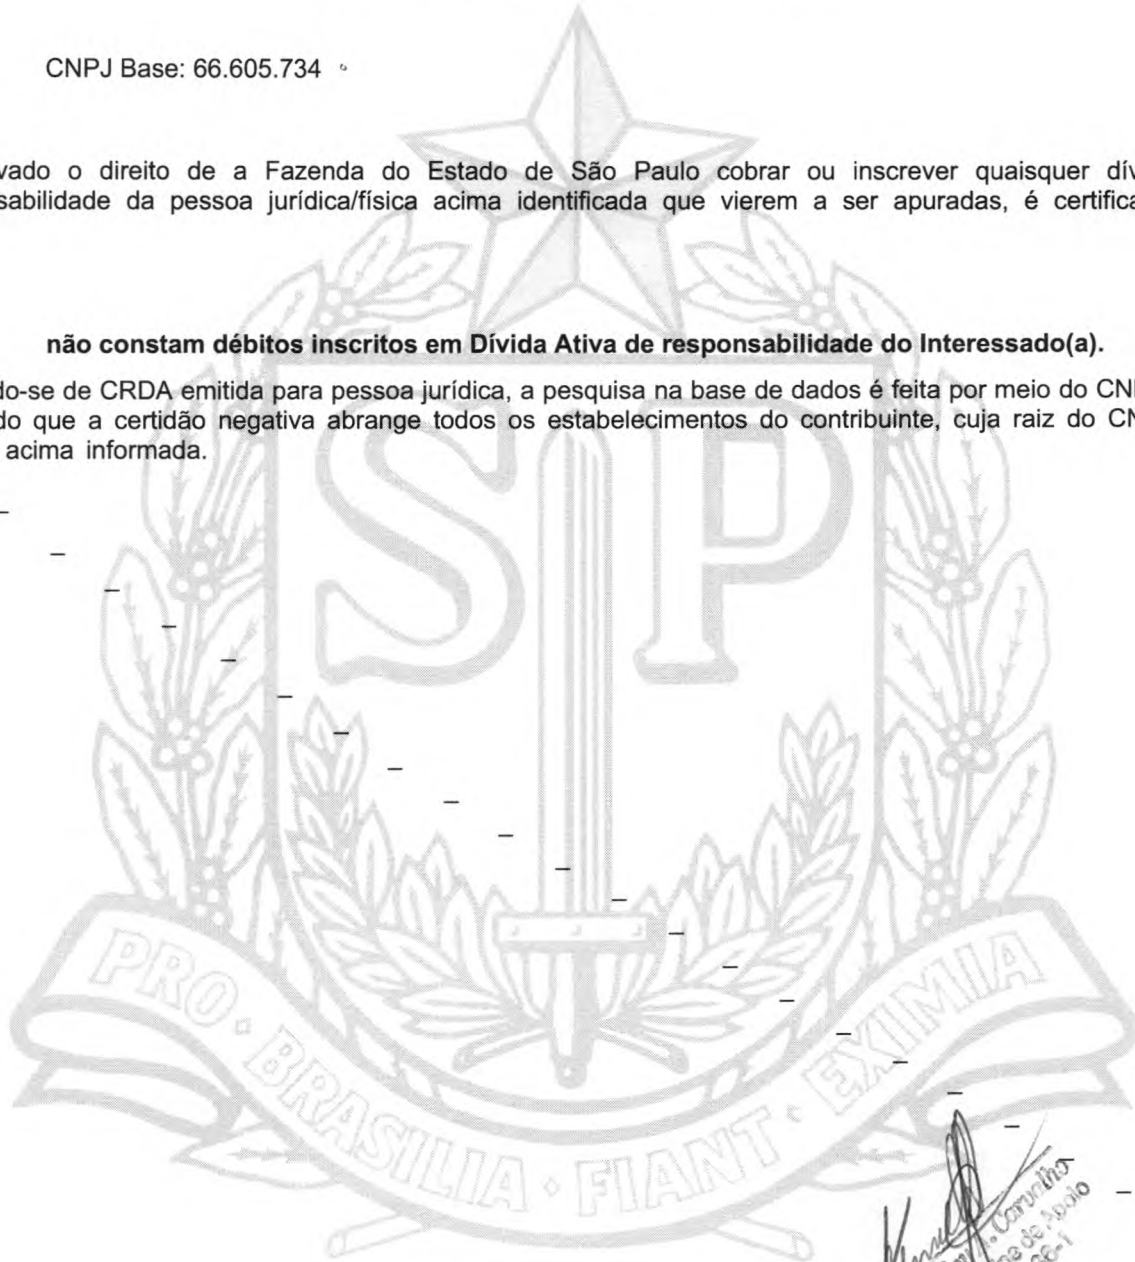 CNPJ Base: 66.605.734
vado o direito de a Fazenda do Estado de São Paulo cobrar ou inscrever quaisquer dív
sabilidade da pessoa jurídica/física acima identificada que vierem a ser apuradas, é certifica
não constam débitos inscritos em Dívida Ativa de responsabilidade do Interessado(a).
do-se de CRDA emitida para pessoa jurídica, a pesquisa na base de dados é feita por meio do CN
do que a certidão negativa abrange todos os estabelecimentos do contribuinte, cuja raiz do CN
acima informada.
SP
PRO · BRASILIA · FIANT · EXIMIA
Carvalho
de Apoio